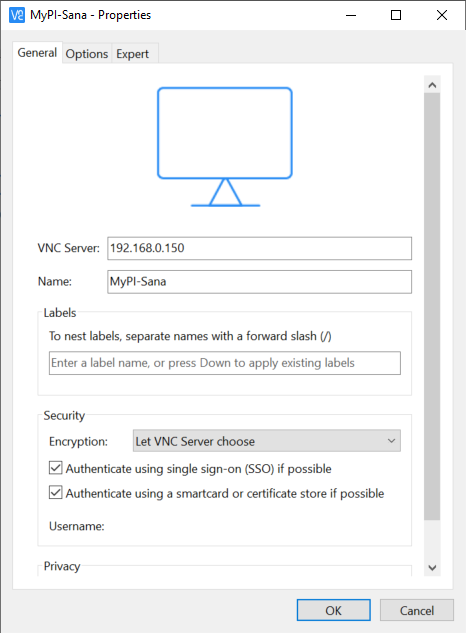 MyPI-Sana - Properties
General Options Expert
VNC Server: 192.168.0.150
Name: MyPI-Sana
Labels
To nest labels, separate names with a forward slash (/)
Enter a label name, or press Down to apply existing labels
Security
Encryption: Let VNC Server choose
Authenticate using single sign-on (SSO) if possible
Authenticate using a smartcard or certificate store if possible
Username:
Privacy
OK Cancel